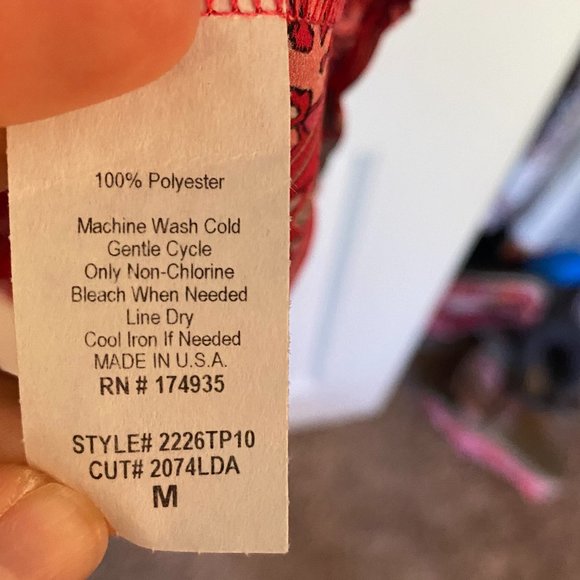 100% Polyester
Machine Wash Cold
Gentle Cycle
Only Non-Chlorine
Bleach When Needed
Line Dry
Cool Iron If Needed
MADE IN U.S.A.
RN # 174935
STYLE# 2226TP10
CUT# 2074LDA
M